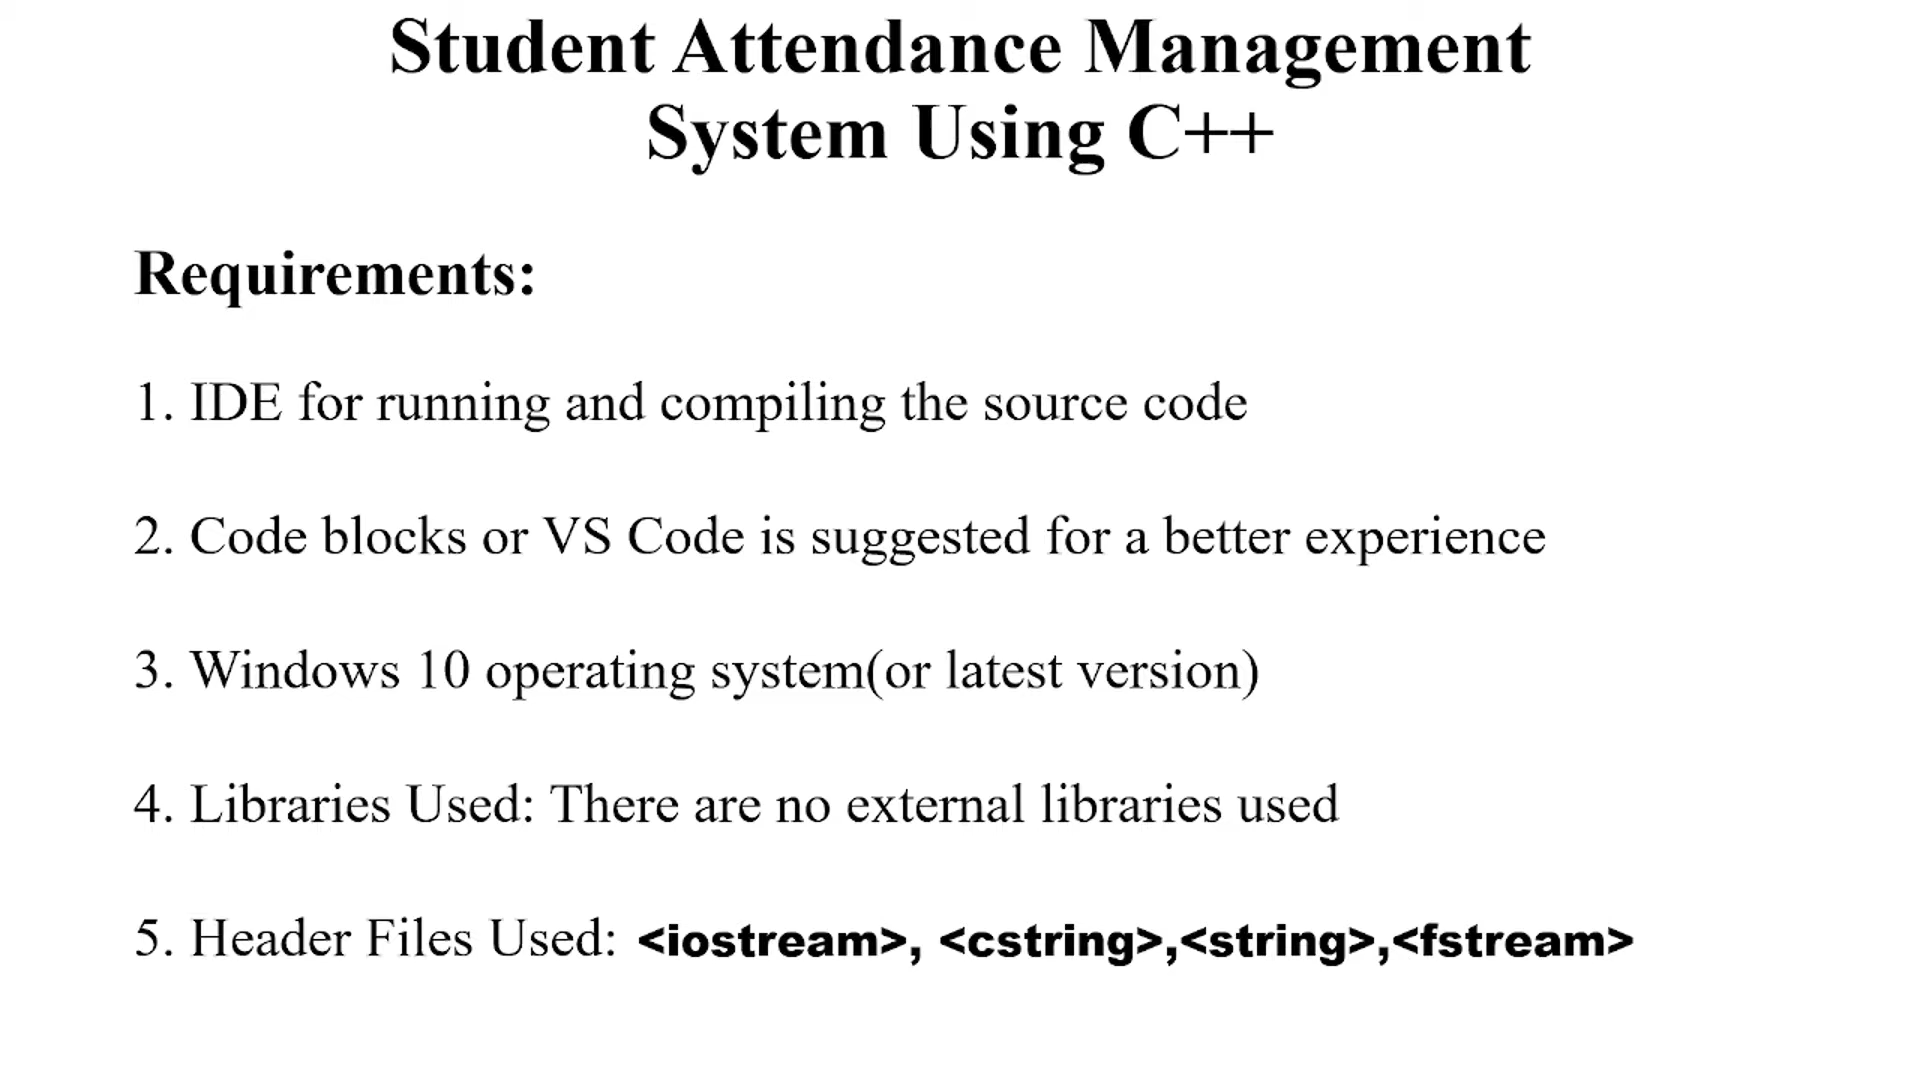 Student Attendance Management
System Using C++
Requirements:
1. IDE for running and compiling the source code
2. Code blocks or VS Code is suggested for a better experience
3. Windows 10 operating system(or latest version)
4. Libraries Used: There are no external libraries used
5. Header Files Used: <iostream>, <cstring>,<string>,<fstream>